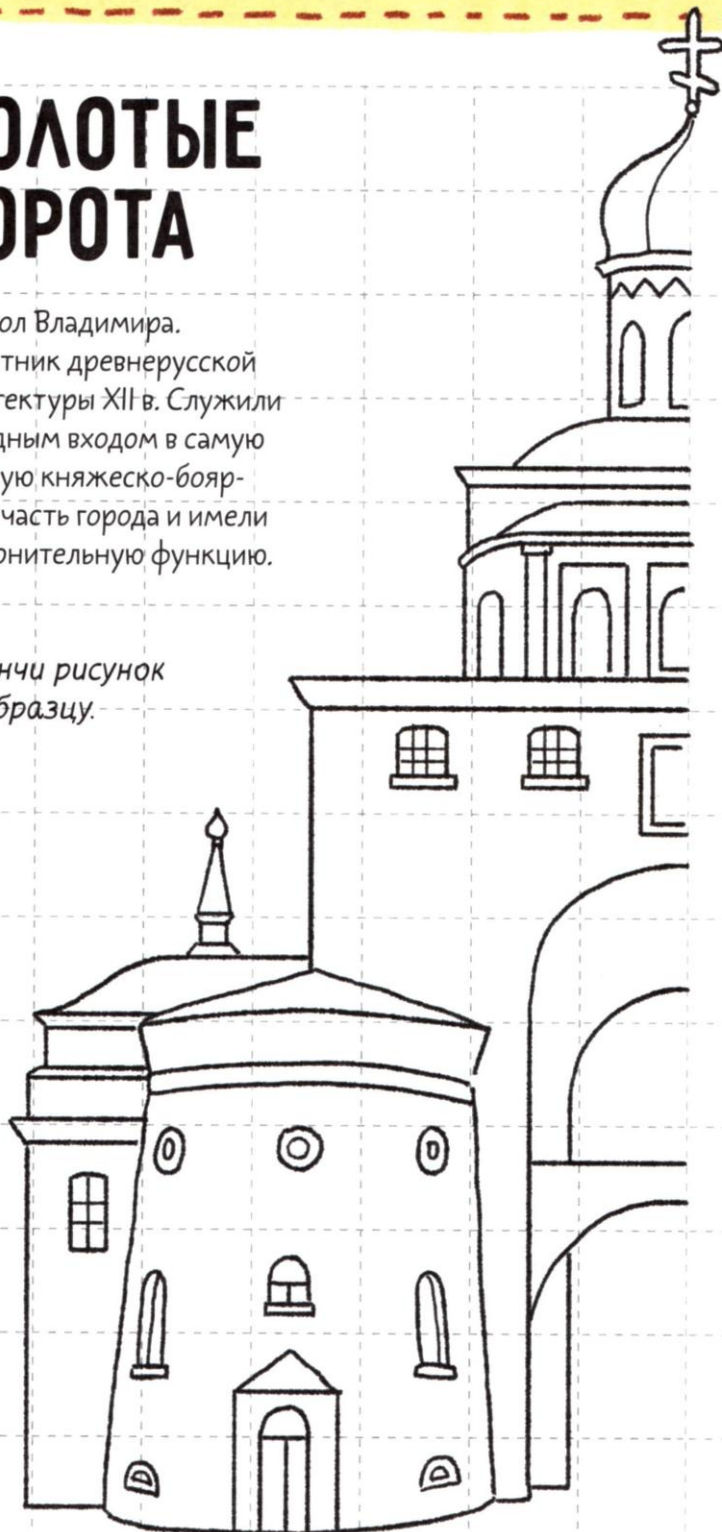 ОЛОТЫЕ
ОРОТА
ол Владимира.
тник древнерусской
тектуры XII в. Служили
дным входом в самую
ую княжеско-бояр-
часть города и имели
онительную функцию.
нчи рисунок
бразцу.